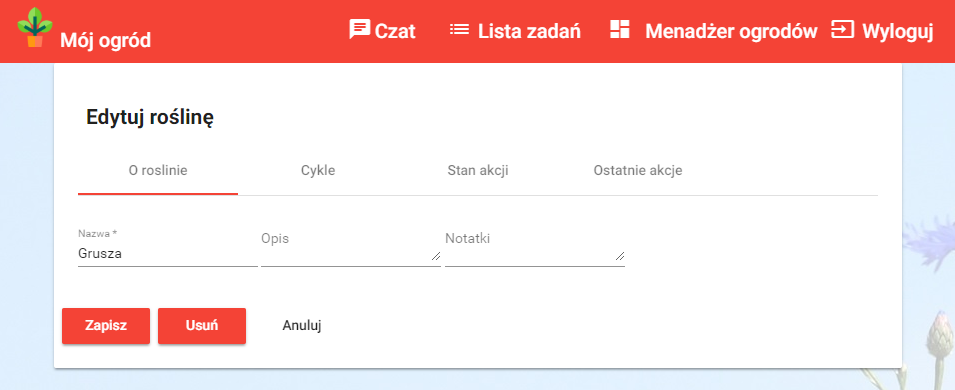 Mój ogród Czat Lista zadań Menadżer ogrodów Wyloguj
Edytuj roślinę
O roslinie Cykle Stan akcji Ostatnie akcje
Nazwa *
Grusza
Opis
Notatki
Zapisz Usuń Anuluj